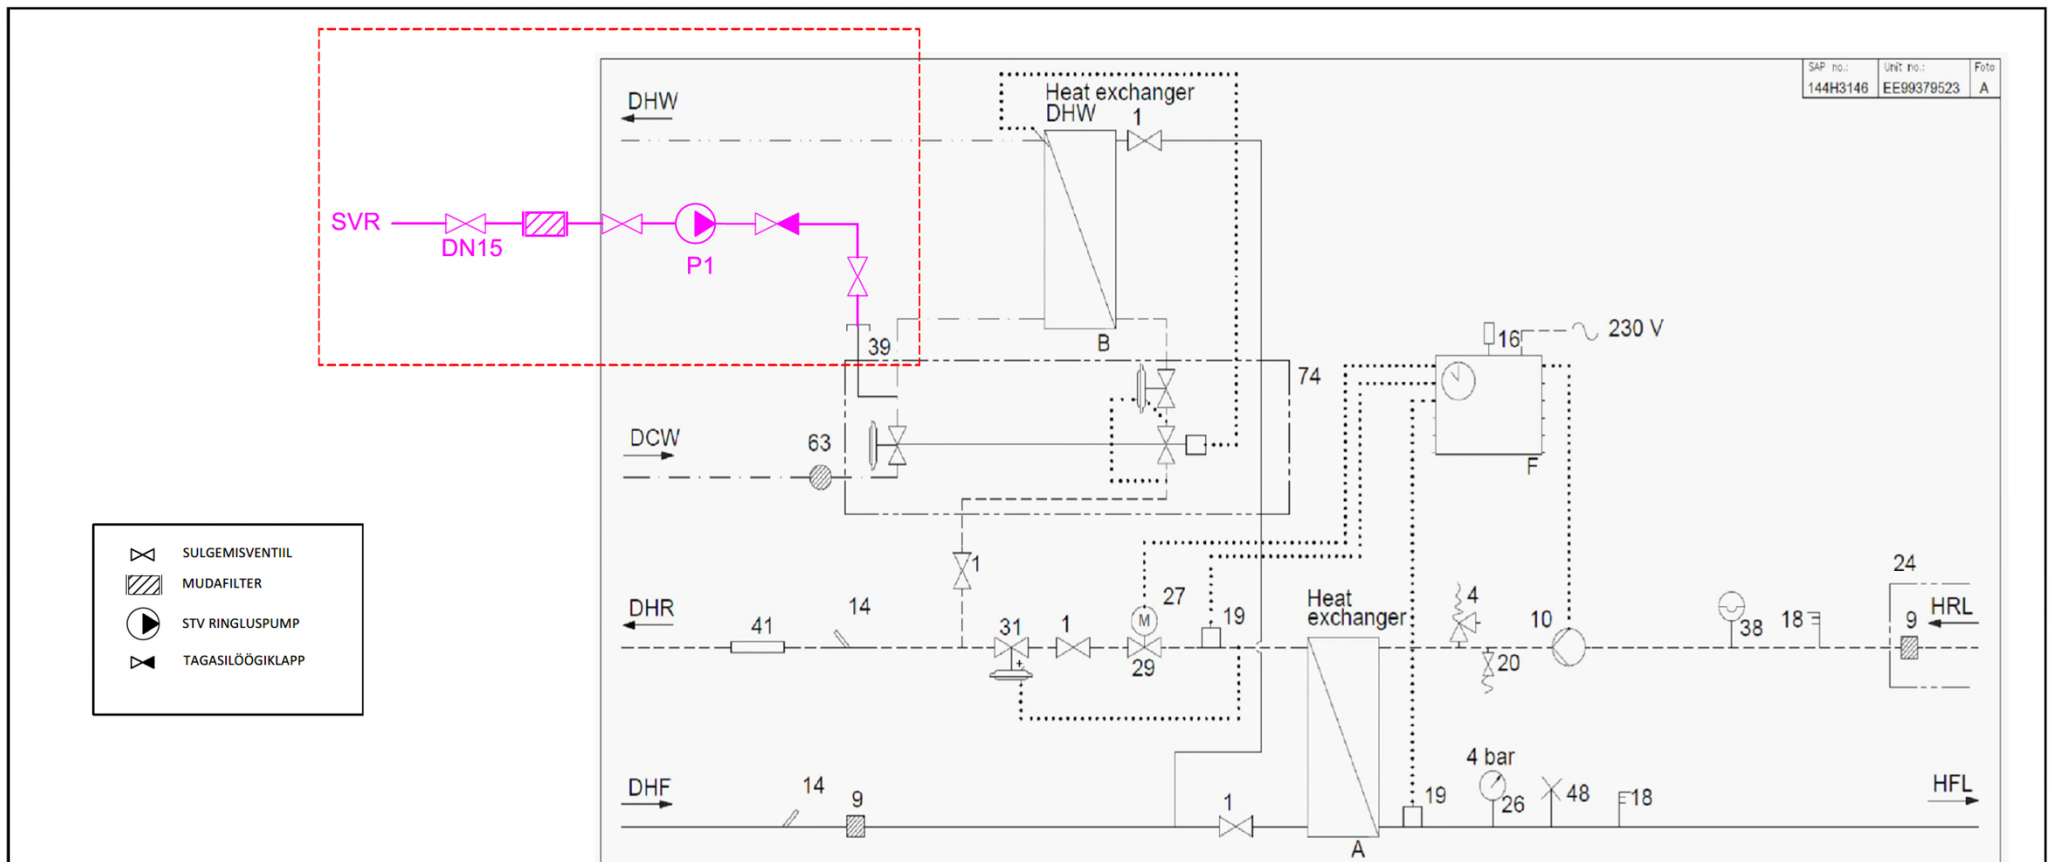 SAP no.:
Unit no.:
Foto
144H3146
EE99379523
A
DHW
Heat exchanger
DHW
1
SVR
DN15
P1
B
39
16
230 V
74
F
DCW
63
SULGEMISVENTIIL
MUDAFILTER
STV RINGLUSPUMP
TAGASILÖÖGIKLAPP
1
DHR
41
14
31
1
27
M
29
19
+
Heat
exchanger
4
20
10
38
18
24
9
HRL
DHF
14
9
1
A
19
4 bar
26
48
18
HFL